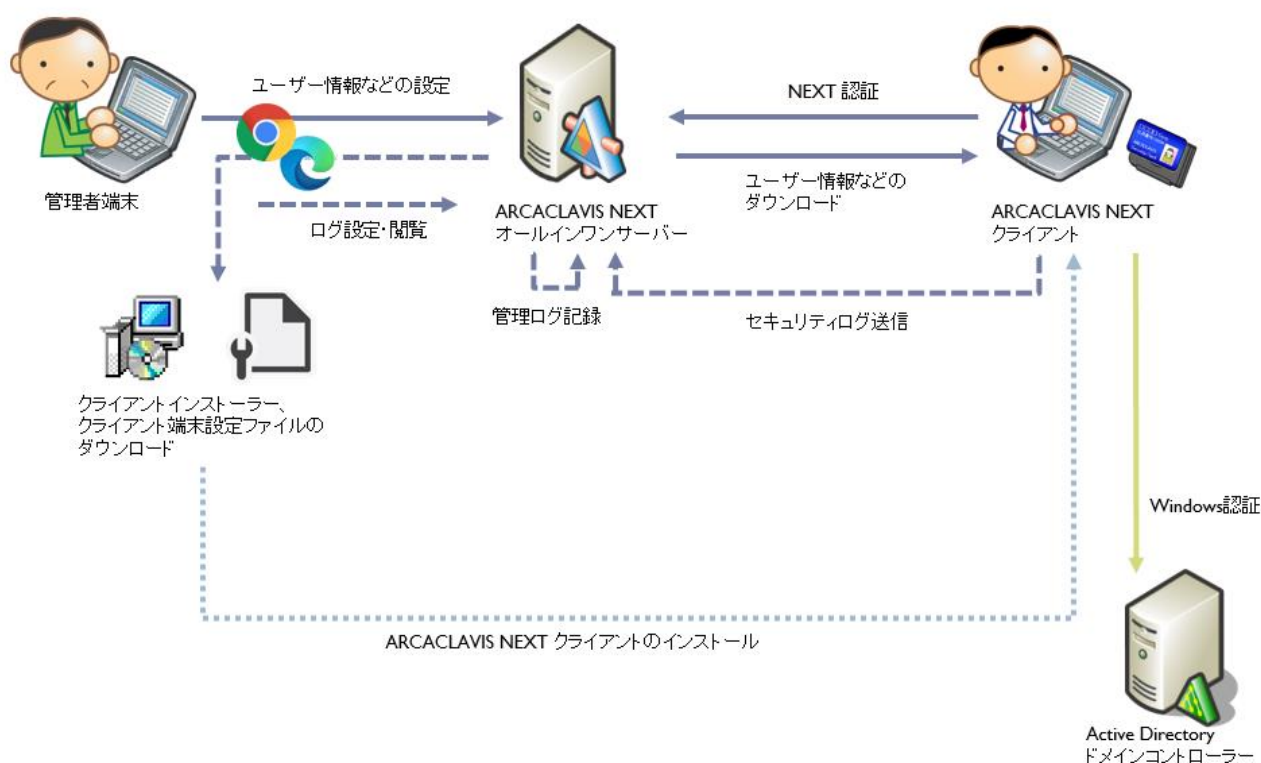 ユーザー情報などの設定
NEXT 認証
管理者端末
ログ設定・閲覧
ARCACLAVIS NEXT
オールインワンサーバー
ユーザー情報などの
ダウンロード
ARCACLAVIS NEXT
クライアント
管理ログ記録
セキュリティログ送信
クライアントインストーラー、
クライアント端末設定ファイルの
ダウンロード
Windows認証
ARCACLAVIS NEXT クライアントのインストール
Active Directory
ドメインコントローラー